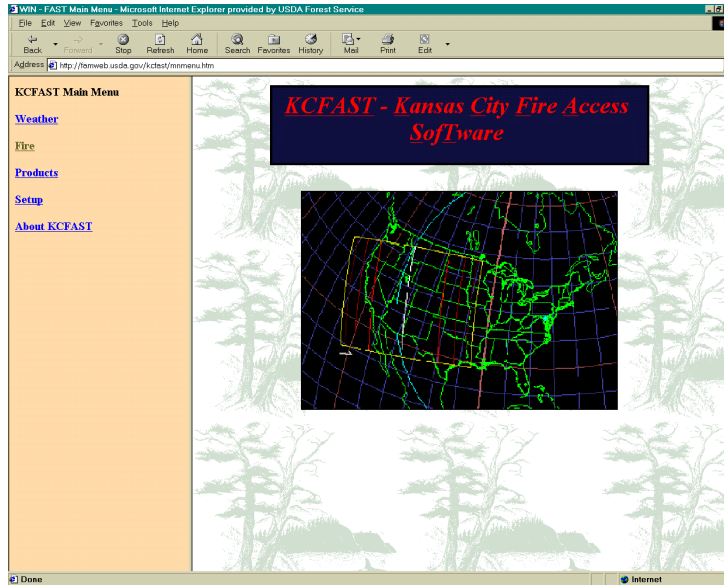 WIN - FAST Main Menu - Microsoft Internet Explorer provided by USDA Forest Service
File Edit View Favorites Tools Help
Back Forward Stop Refresh Home Search Favorites History Mail Print Edit
Address http://famweb.usda.gov/kcfast/mnmenu.htm
KCFAST Main Menu
Weather
Fire
Products
Setup
About KCFAST
KCFAST - Kansas City Fire Access
SofTware
Done Internet